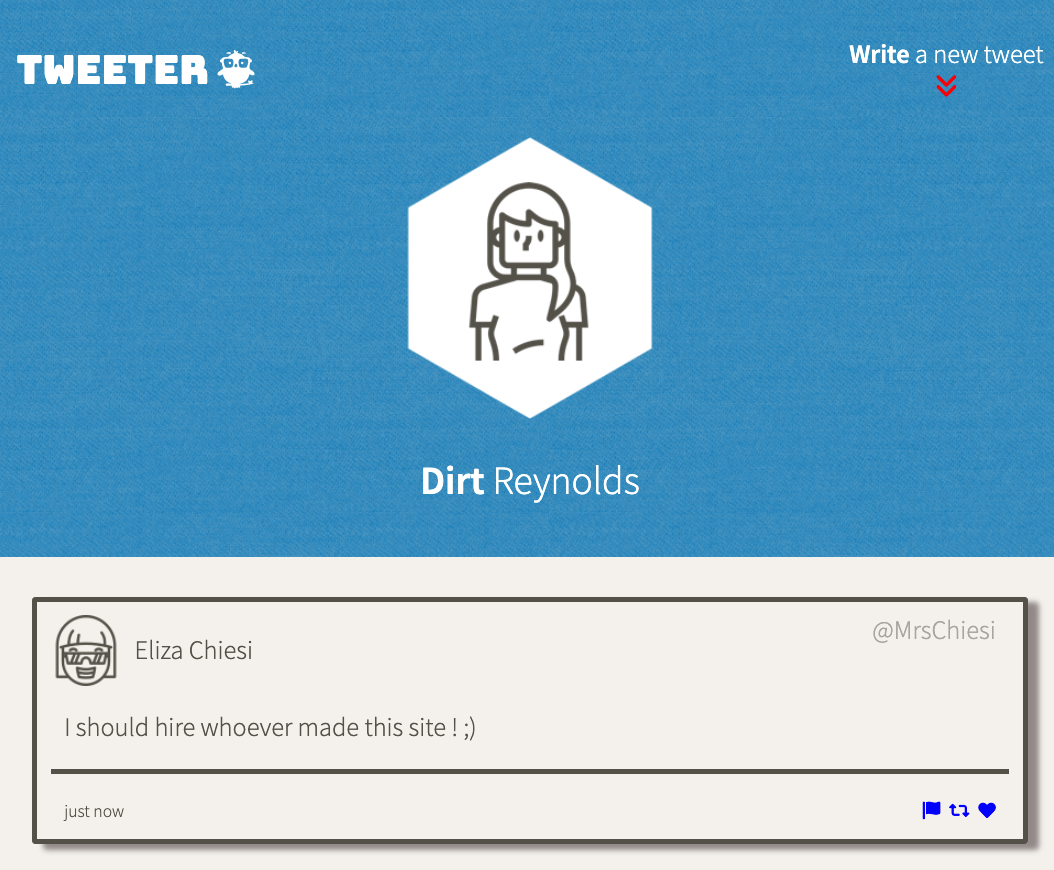 TWEETER
Write a new tweet
Dirt Reynolds
Eliza Chiesi
@MrsChiesi
I should hire whoever made this site ! ;)
just now